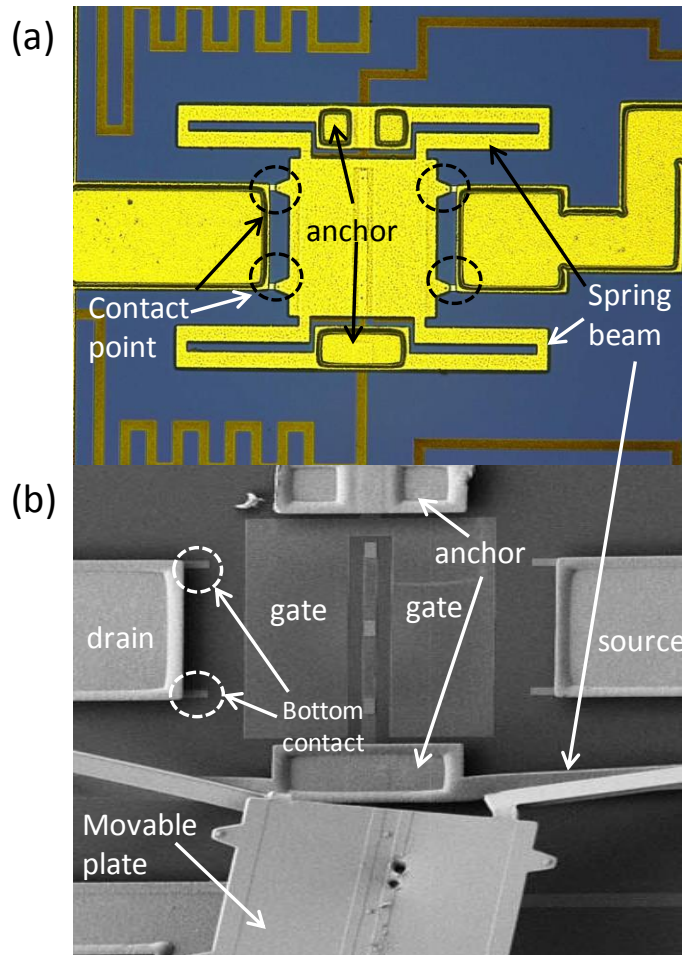 (a)
anchor
Contact
point
Spring
beam
(b)
anchor
gate
gate
drain
source
Bottom
contact
Movable
plate